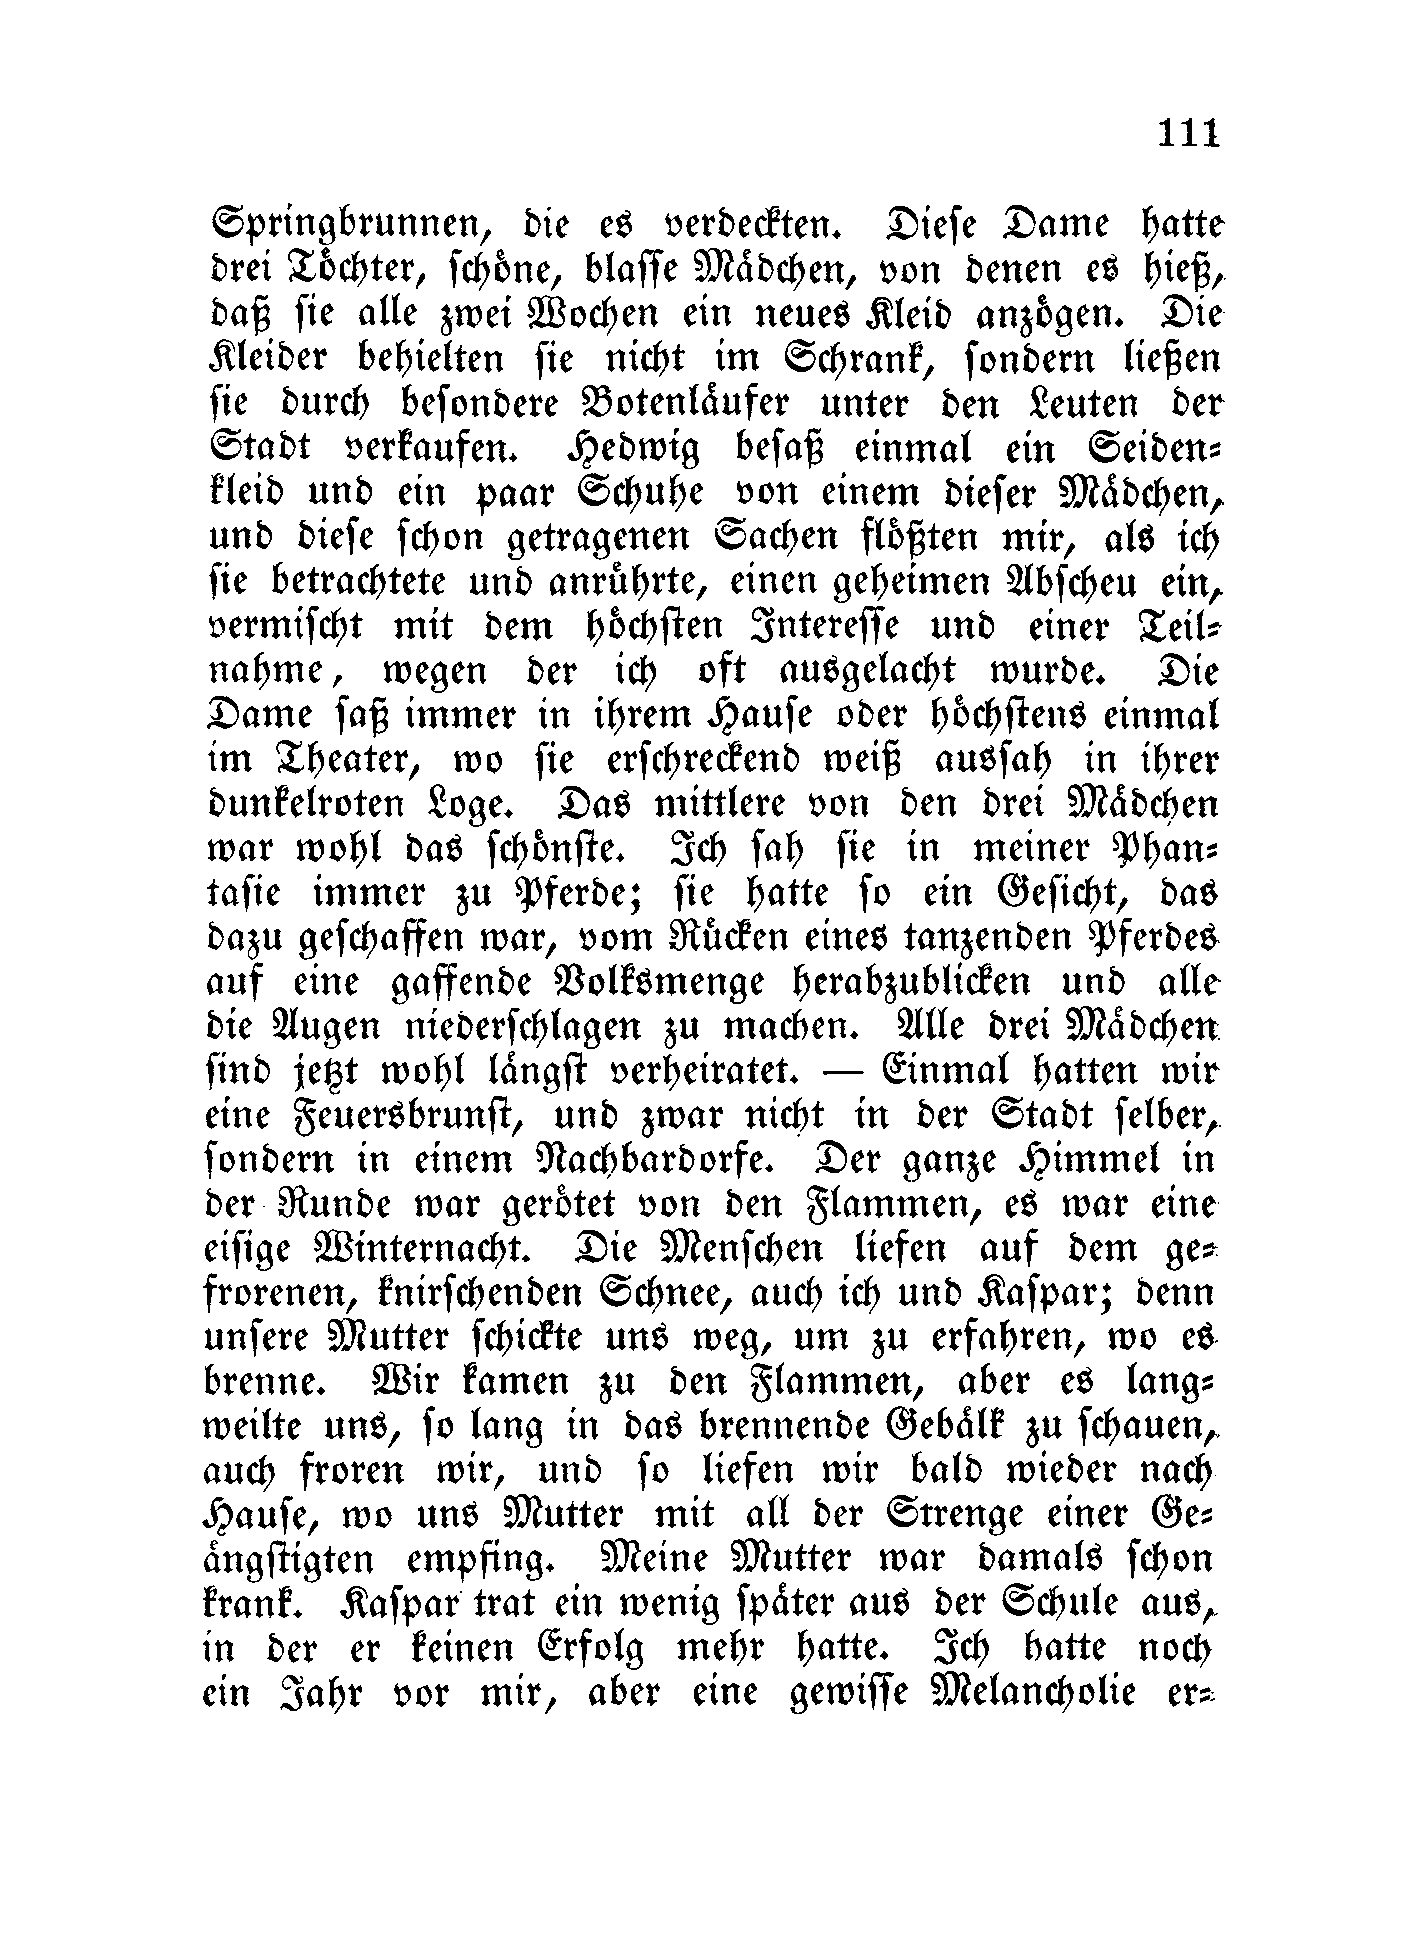 111
Springbrunnen, die es verdeckten. Diese Dame hatte
drei Töchter, schöne, blasse Mädchen, von denen es hieß,
daß sie alle zwei Wochen ein neues Kleid anzögen. Die
Kleider behielten sie nicht im Schrank, sondern ließen
sie durch besondere Botenläufer unter den Leuten der
Stadt verkaufen. Hedwig besaß einmal ein Seiden-
kleid und ein paar Schuhe von einem dieser Mädchen,
und diese schon getragenen Sachen flößten mir, als ich
sie betrachtete und anrührte, einen geheimen Abscheu ein,
vermischt mit dem höchsten Interesse und einer Teil-
nahme, wegen der ich oft ausgelacht wurde. Die
Dame saß immer in ihrem Hause oder höchstens einmal
im Theater, wo sie erschreckend weiß aussah in ihrer
dunkelroten Loge. Das mittlere von den drei Mädchen
war wohl das schönste. Ich sah sie in meiner Phan-
tasie immer zu Pferde; sie hatte so ein Gesicht, das
dazu geschaffen war, vom Rücken eines tanzenden Pferdes
auf eine gaffende Volksmenge herabzublicken und alle
die Augen niederschlagen zu machen. Alle drei Mädchen
sind jetzt wohl längst verheiratet. — Einmal hatten wir
eine Feuersbrunst, und zwar nicht in der Stadt selber,
sondern in einem Nachbardorfe. Der ganze Himmel in
der Runde war gerötet von den Flammen, es war eine
eisige Winternacht. Die Menschen liefen auf dem ge-
frorenen, knirschenden Schnee, auch ich und Kaspar; denn
unsere Mutter schickte uns weg, um zu erfahren, wo es
brenne. Wir kamen zu den Flammen, aber es lang-
weilte uns, so lang in das brennende Gebälk zu schauen,
auch froren wir, und so liefen wir bald wieder nach
Hause, wo uns Mutter mit all der Strenge einer Ge-
ängstigten empfing. Meine Mutter war damals schon
krank. Kaspar trat ein wenig später aus der Schule aus,
in der er keinen Erfolg mehr hatte. Ich hatte noch
ein Jahr vor mir, aber eine gewisse Melancholie er-